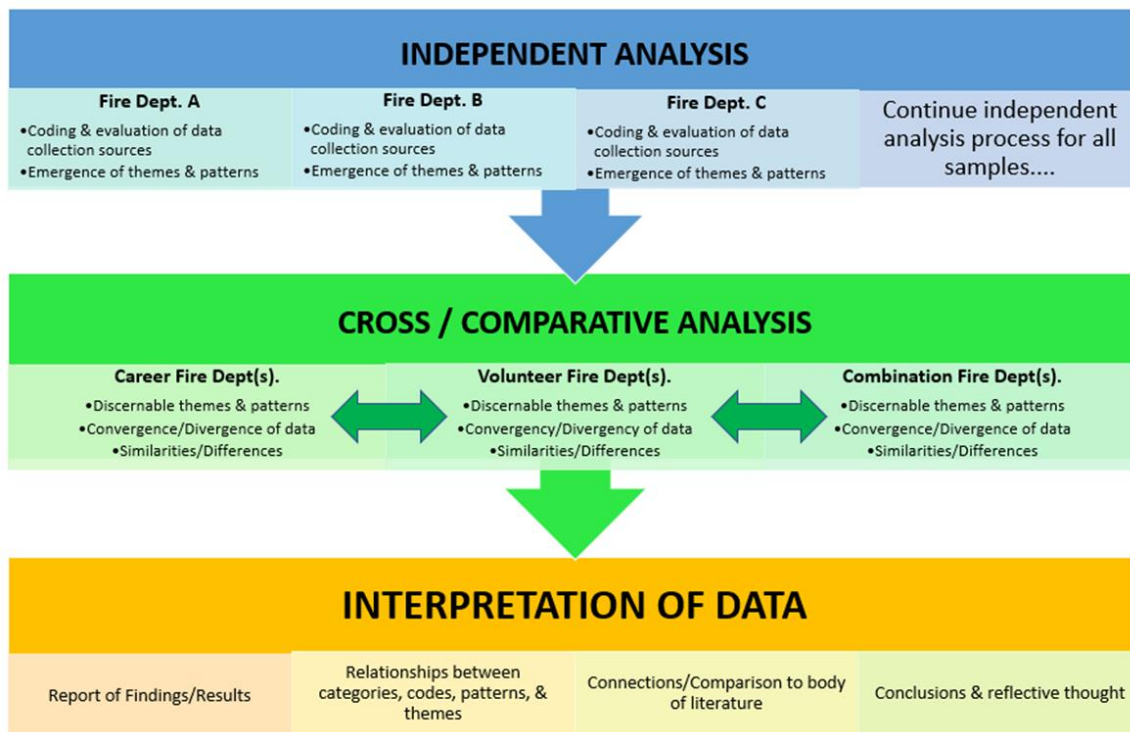 INDEPENDENT ANALYSIS
Fire Dept. A
•Coding & evaluation of data
collection sources
•Emergence of themes & patterns
Fire Dept. B
•Coding & evaluation of data
collection sources
•Emergence of themes & patterns
Fire Dept. C
•Coding & evaluation of data
collection sources
•Emergence of themes & patterns
Continue independent
analysis process for all
samples....
CROSS / COMPARATIVE ANALYSIS
Career Fire Dept(s).
•Discernable themes & patterns
•Convergence/Divergence of data
•Similarities/Differences
Volunteer Fire Dept(s).
•Discernable themes & patterns
•Convergency/Divergency of data
•Similarities/Differences
Combination Fire Dept(s).
•Discernable themes & patterns
•Convergence/Divergence of data
•Similarities/Differences
INTERPRETATION OF DATA
Report of Findings/Results
Relationships between
categories, codes, patterns, &
themes
Connections/Comparison to body
of literature
Conclusions & reflective thought